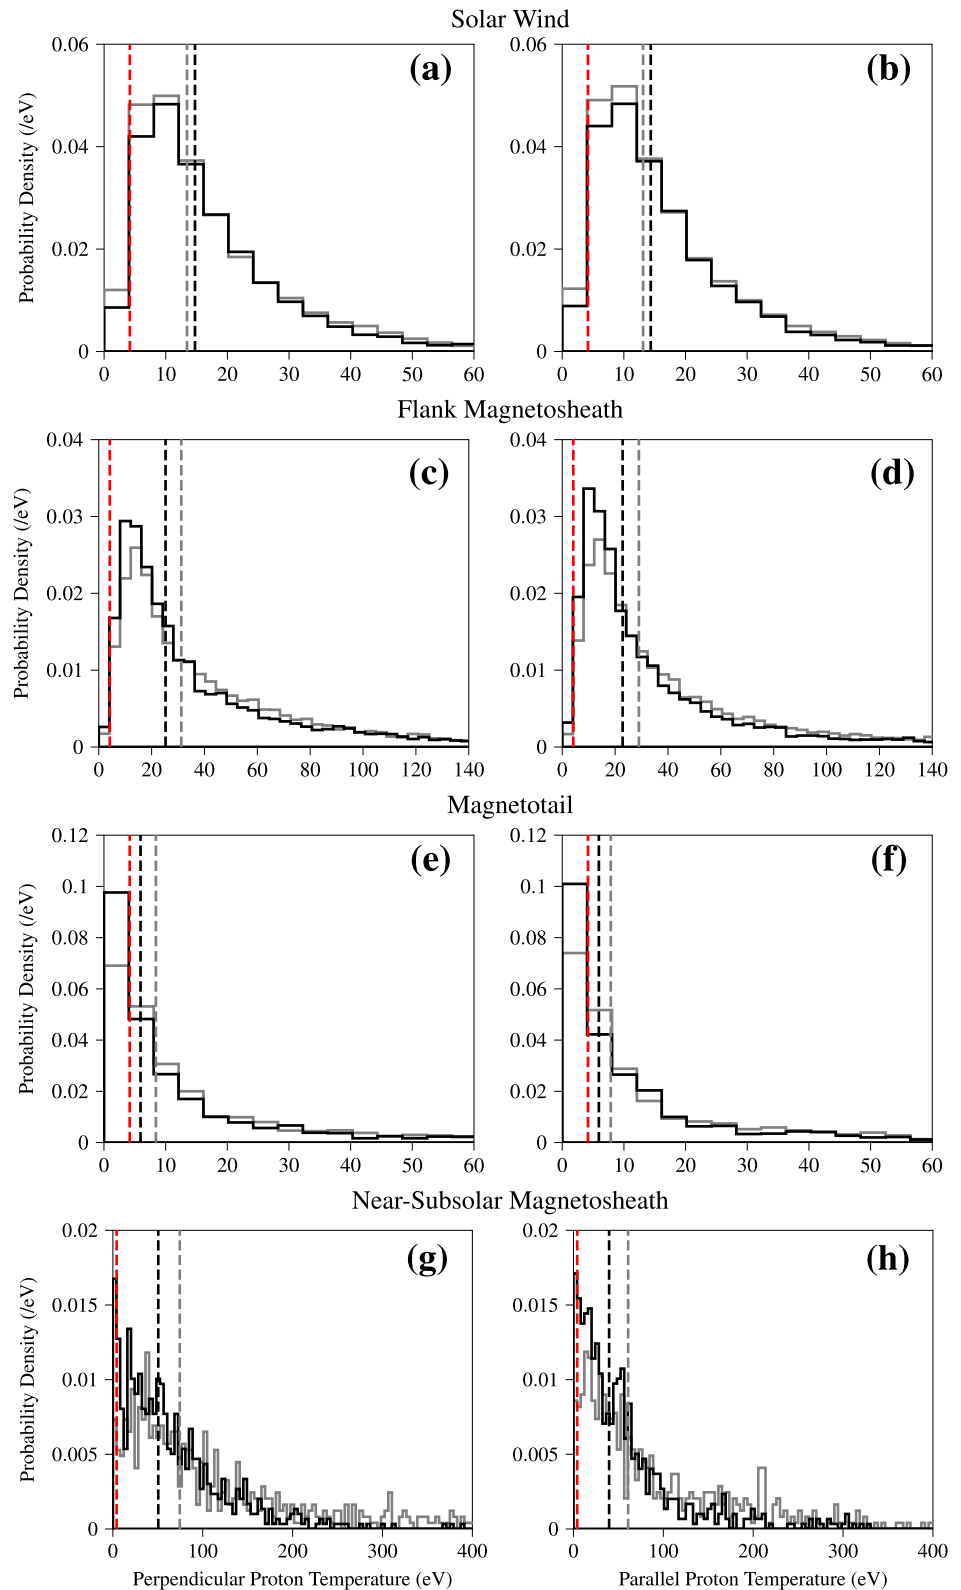 Solar Wind
0.06 0.04 0.02 0
Probability Density (/eV)
(a) (b)
0 10 20 30 40 50 60 0 10 20 30 40 50 60
Flank Magnetosheath
0.04 0.03 0.02 0.01 0 0.04 0.03 0.02 0.01 0
Probability Density (/eV)
(c) (d)
0 20 40 60 80 100 120 140 0 20 40 60 80 100 120 140
Magnetotail
0.12 0.1 0.08 0.06 0.04 0.02 0 0.12 0.1 0.08 0.06 0.04 0.02 0
Probability Density (/eV)
(e) (f)
0 10 20 30 40 50 60 0 10 20 30 40 50 60
Near-Subsolar Magnetosheath
0.02 0.015 0.01 0.005 0 0.02 0.015 0.01 0.005 0
Probability Density (/eV)
(g) (h)
0 100 200 300 400 0 100 200 300 400
Perpendicular Proton Temperature (eV) Parallel Proton Temperature (eV)